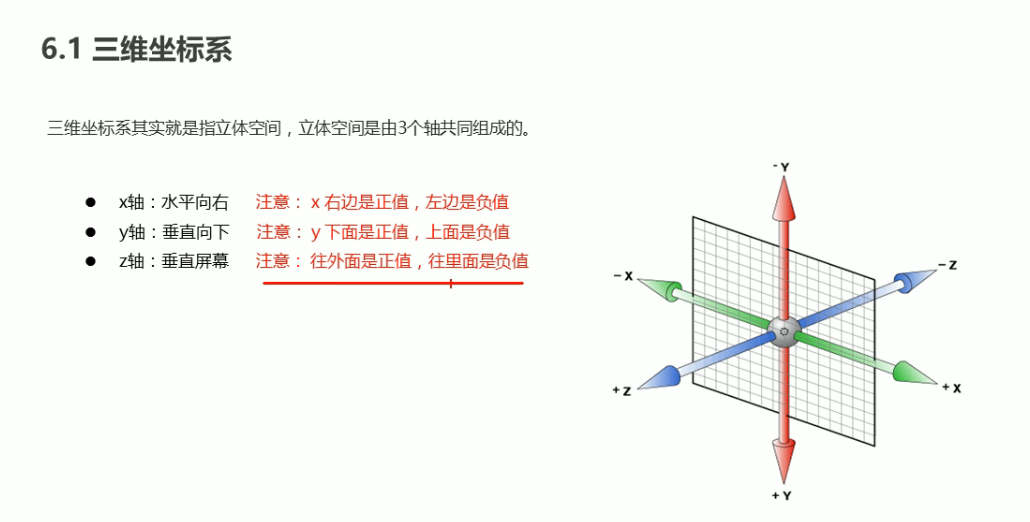 6.1 三维坐标系
三维坐标系其实就是指立体空间，立体空间是由3个轴共同组成的。
● x轴：水平向右 注意： x 右边是正值，左边是负值
● y轴：垂直向下 注意： y 下面是正值，上面是负值
● z轴：垂直屏幕 注意： 往外面是正值，往里面是负值
- Y
- X
- Z
+ Z
+ X
+ Y